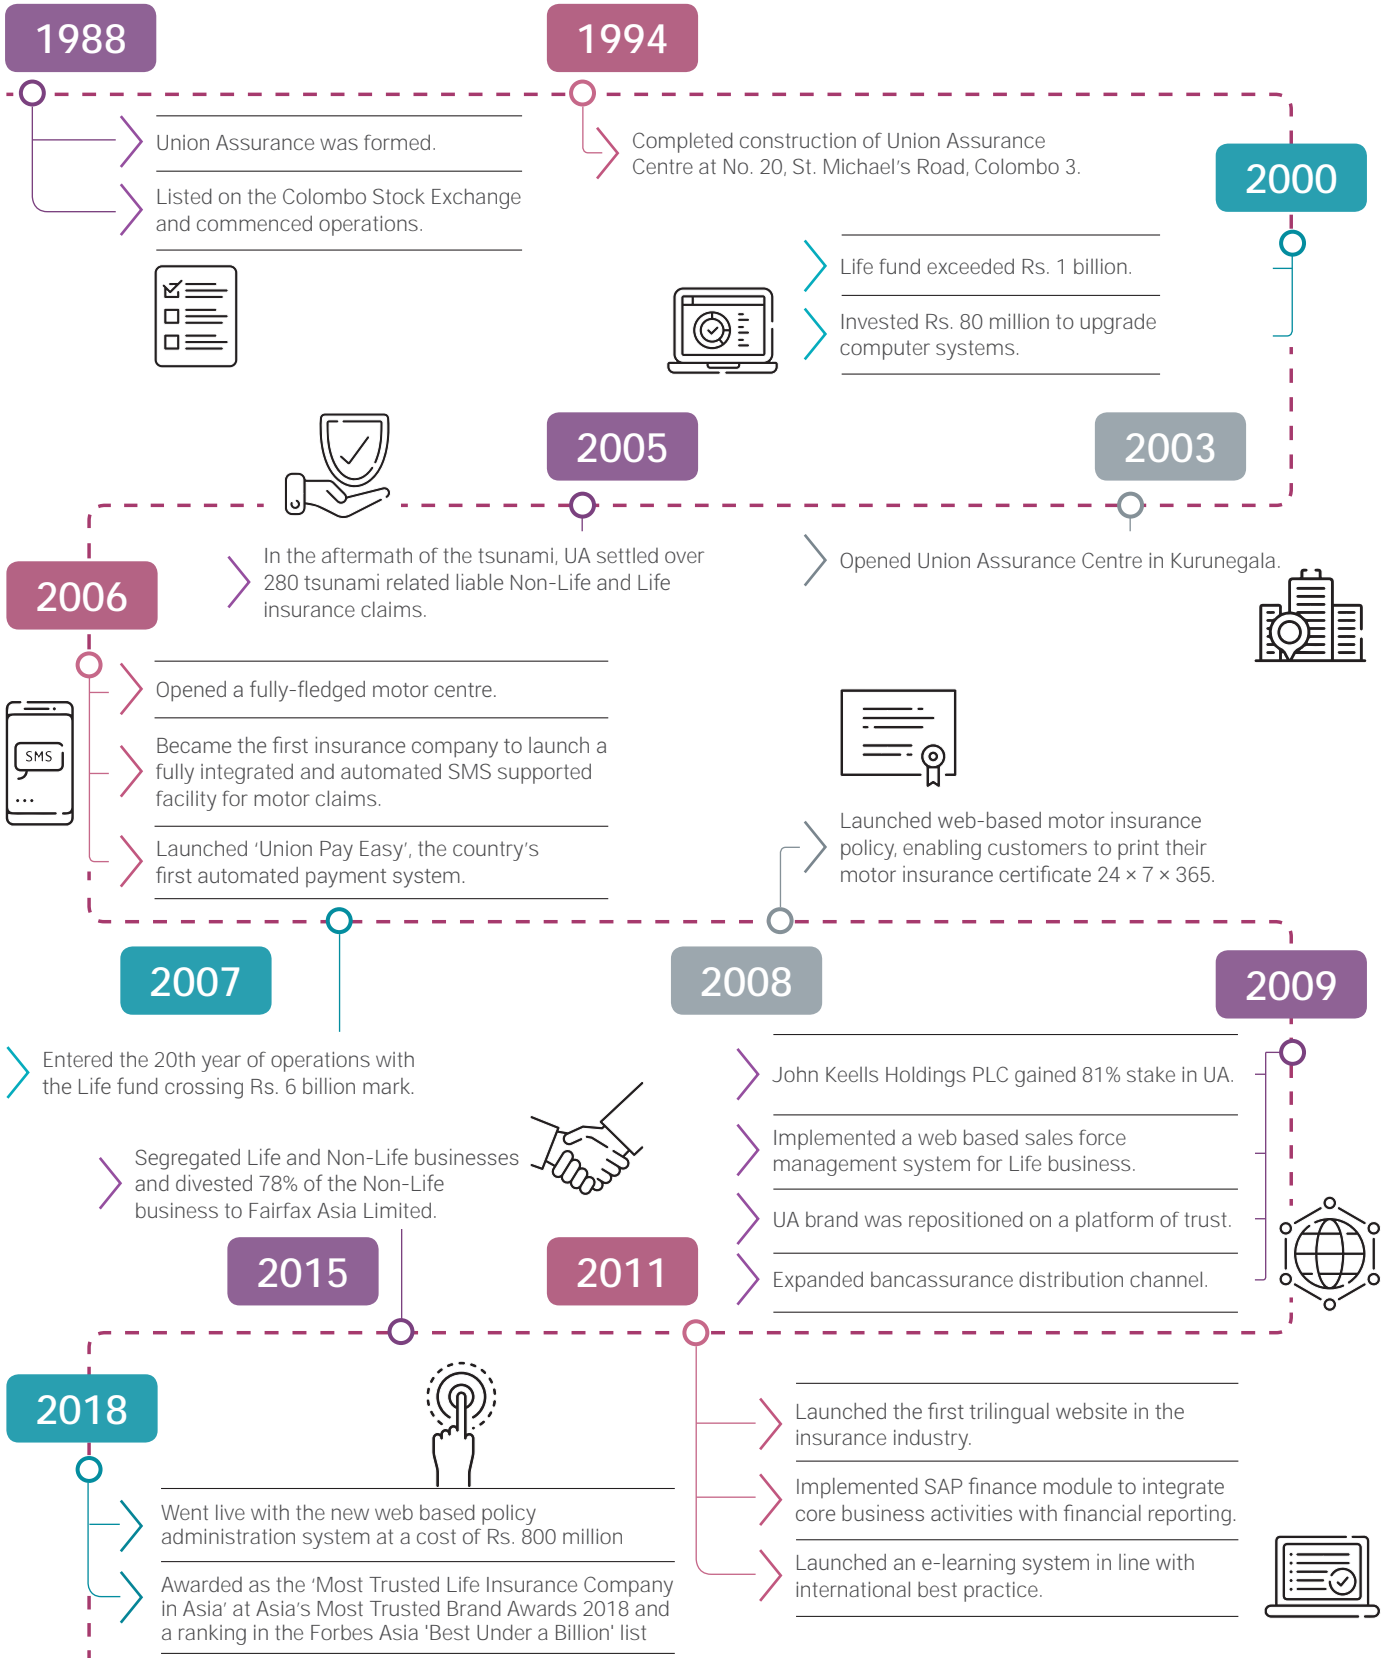 1988
Union Assurance was formed.
Listed on the Colombo Stock Exchange
and commenced operations.
1994
Completed construction of Union Assurance
Centre at No. 20, St. Michael's Road, Colombo 3.
2000
Life fund exceeded Rs. 1 billion.
Invested Rs. 80 million to upgrade
computer systems.
2003
Opened Union Assurance Centre in Kurunegala.
2005
In the aftermath of the tsunami, UA settled over
280 tsunami related liable Non-Life and Life
insurance claims.
2006
Opened a fully-fledged motor centre.
Became the first insurance company to launch a
fully integrated and automated SMS supported
facility for motor claims.
Launched ‘Union Pay Easy’, the country's
first automated payment system.
SMS
2007
Entered the 20th year of operations with
the Life fund crossing Rs. 6 billion mark.
2008
Launched web-based motor insurance
policy, enabling customers to print their
motor insurance certificate 24 × 7 × 365.
2009
John Keells Holdings PLC gained 81% stake in UA.
Implemented a web based sales force
management system for Life business.
UA brand was repositioned on a platform of trust.
Expanded bancassurance distribution channel.
2011
Launched the first trilingual website in the
insurance industry.
Implemented SAP finance module to integrate
core business activities with financial reporting.
Launched an e-learning system in line with
international best practice.
2015
Segregated Life and Non-Life businesses
and divested 78% of the Non-Life
business to Fairfax Asia Limited.
2018
Went live with the new web based policy
administration system at a cost of Rs. 800 million
Awarded as the ‘Most Trusted Life Insurance Company
in Asia’ at Asia's Most Trusted Brand Awards 2018 and
a ranking in the Forbes Asia 'Best Under a Billion' list